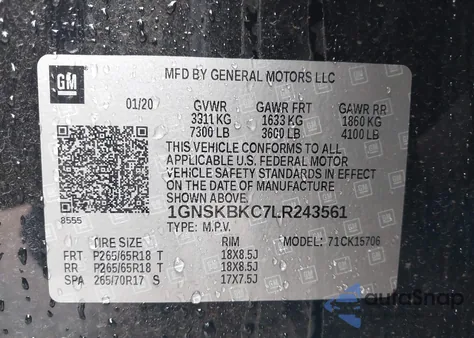 GM
MFD BY GENERAL MOTORS LLC
01/20 GVWR GAWR FRT GAWR RR
3311 KG 1633 KG 1860 KG
7300 LB 3600 LB 4100 LB
THIS VEHICLE CONFORMS TO ALL
APPLICABLE U.S. FEDERAL MOTOR
VEHICLE SAFETY STANDARDS IN EFFECT
ON THE DATE OF MANUFACTURE
SHOWN ABOVE.
8555 1GNSKBKC7LR243561
TYPE: M.P.V. MODEL: 71CK15706
TIRE SIZE RIM
FRT P265/65R18 T 18X8.5J
RR P265/65R18 T 18X8.5J
SPA 265/70R17 S 17X7.5J
autoSnap